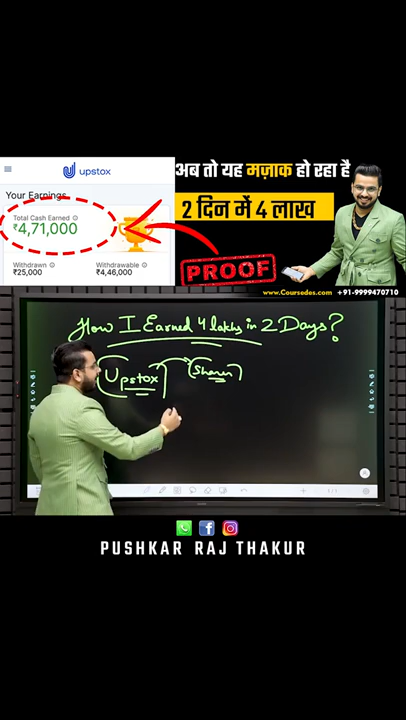 upstox
अब तो यह मज़ाक हो रहा है
Your Earnings
2 दिन में 4 लाख
Total Cash Earned
₹4,71,000
PROOF
Withdrawn
Withdrawable
₹25,000
₹4,46,000
www.Coursedes.com
+91-9999470710
How I Earned 4 lakhs in 2 Days?
Upstox
PUSHKAR RAJ THAKUR